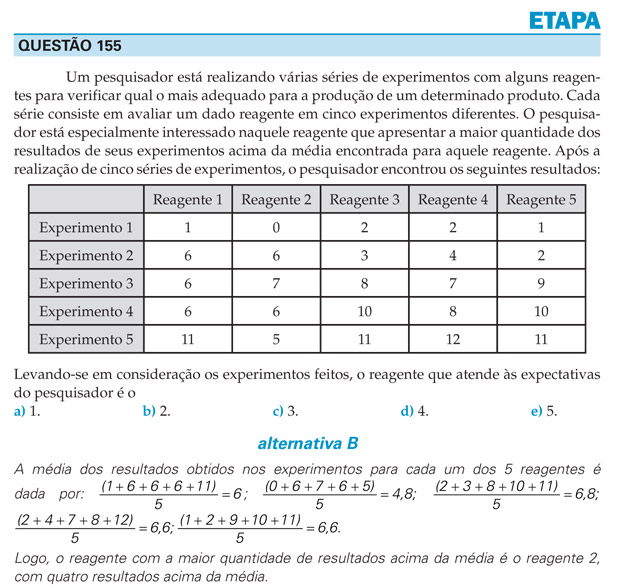 ETAPA
QUESTÃO 155
Um pesquisador está realizando várias séries de experimentos com alguns reagen-
tes para verificar qual o mais adequado para a produção de um determinado produto. Cada
série consiste em avaliar um dado reagente em cinco experimentos diferentes. O pesquisa-
dor está especialmente interessado naquele reagente que apresentar a maior quantidade dos
resultados de seus experimentos acima da média encontrada para aquele reagente. Após a
realização de cinco séries de experimentos, o pesquisador encontrou os seguintes resultados:
Reagente 1 Reagente 2 Reagente 3 Reagente 4 Reagente 5
Experimento 1 1 0 2 2 1
Experimento 2 6 6 3 4 2
Experimento 3 6 7 8 7 9
Experimento 4 6 6 10 8 10
Experimento 5 11 5 11 12 11
Levando-se em consideração os experimentos feitos, o reagente que atende às expectativas
do pesquisador é o
a) 1. b) 2. c) 3. d) 4. e) 5.
alternativa B
A média dos resultados obtidos nos experimentos para cada um dos 5 reagentes é
dada por: (1 + 6 + 6 + 6 + 11)/5 = 6; (0 + 6 + 7 + 6 + 5)/5 = 4,8; (2 + 3 + 8 + 10 + 11)/5 = 6,8;
(2 + 4 + 7 + 8 + 12)/5 = 6,6; (1 + 2 + 9 + 10 + 11)/5 = 6,6.
Logo, o reagente com a maior quantidade de resultados acima da média é o reagente 2,
com quatro resultados acima da média.